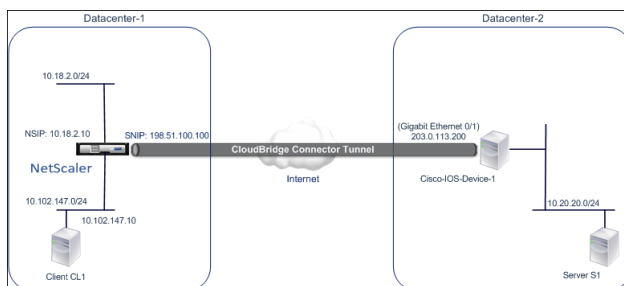 Datacenter-1
Datacenter-2
10.18.2.0/24
NSIP: 10.18.2.10
SNIP: 198.51.100.100
NetScaler
CloudBridge Connector Tunnel
Internet
(Gigabit Ethernet 0/1)
203.0.113.200
Cisco-IOS-Device-1
10.102.147.0/24
10.102.147.10
Client CL1
10.20.20.0/24
Server S1